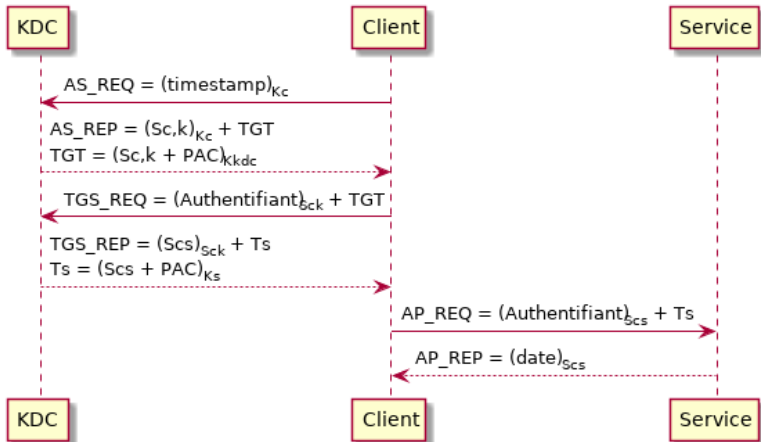 KDC
Client
Service
AS_REQ = (timestamp)Kc
AS_REP = (Sc,k)Kc + TGT
TGT = (Sc,k + PAC)Kkdc
TGS_REQ = (Authentifiant)Sck + TGT
TGS_REP = (Scs)Sck + Ts
Ts = (Scs + PAC)Ks
AP_REQ = (Authentifiant)Scs + Ts
AP_REP = (date)Scs
KDC
Client
Service